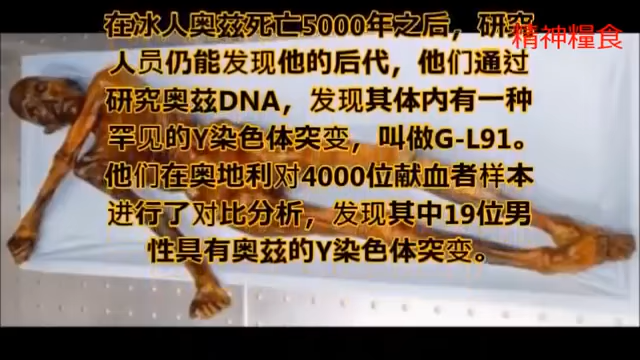 在冰人奥兹死亡5000年之后，研究
精神糧食
人员仍能发现他的后代，他们通过
研究奥兹DNA，发现其体内有一种
罕见的Y染色体突变，叫做G-L91。
他们在奥地利对4000位献血者样本
进行了对比分析，发现其中19位男
性具有奥兹的Y染色体突变。